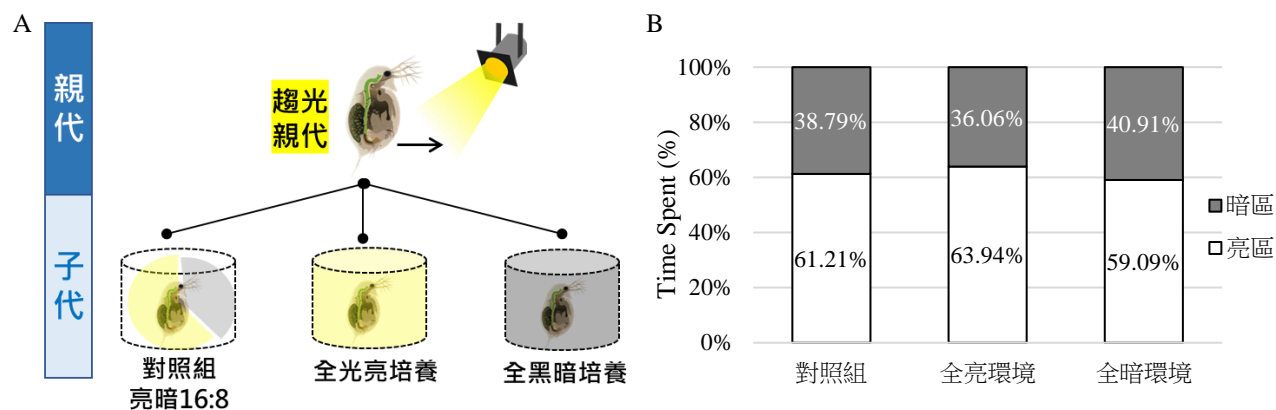 A
親代
子代
趨光
親代
對照組
亮暗16:8
全光亮培養
全黑暗培養
B
Time Spent (%)
100%
80%
60%
40%
20%
0%
38.79%
36.06%
40.91%
61.21%
63.94%
59.09%
對照組
全亮環境
全暗環境
暗區
亮區